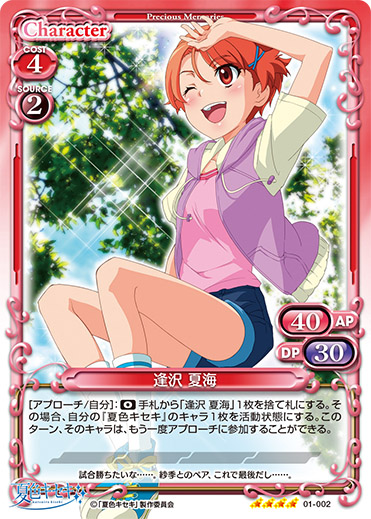 Precious Memories
Character
COST
4
SOURCE
2
40 AP
DP 30
逢沢 夏海
[アプローチ/自分]: 手札から「逢沢 夏海」1枚を捨て札にする。そ
の場合、自分の「夏色キセキ」のキャラ1枚を活動状態にする。この
ターン、そのキャラは、もう一度アプローチに参加することができる。
試合勝ちたいな……。紗季とのペア、これで最後だし……。
夏色キセキ
©「夏色キセキ」製作委員会
01-002